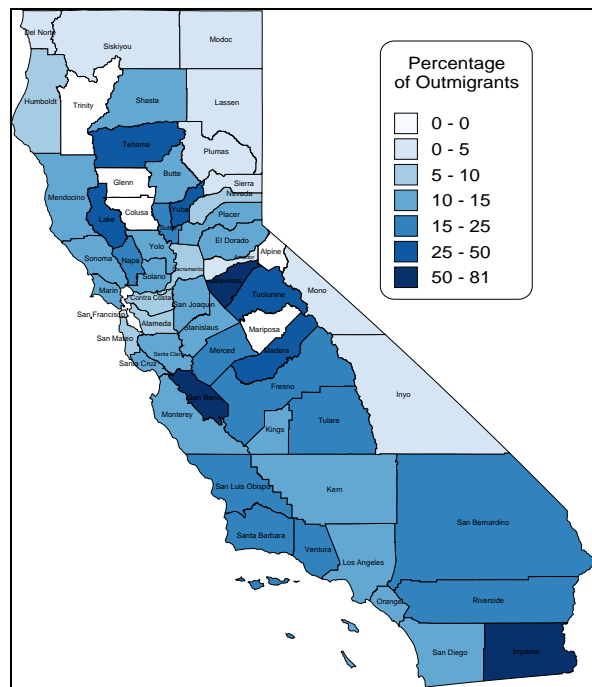 Del Norte
Siskiyou
Modoc
Percentage
of Outmigrants
0 - 0
0 - 5
5 - 10
10 - 15
15 - 25
25 - 50
50 - 81
Humboldt
Trinity
Shasta
Lassen
Tehama
Plumas
Glenn
Butte
Sierra
Mendocino
Nevada
Colusa
Yuba
Placer
Lake
Sutter
Yolo
El Dorado
Sonoma
Napa
Alpine
Amador
Sacramento
Solano
Calaveras
Mono
Marin
Contra Costa
Tuolumne
San Joaquin
San Francisco
Alameda
Stanislaus
Mariposa
San Mateo
Santa Clara
Merced
Madera
Santa Cruz
Fresno
San Benito
Inyo
Monterey
Kings
Tulare
San Luis Obispo
Kern
San Bernardino
Santa Barbara
Ventura
Los Angeles
Orange
Riverside
San Diego
Imperial